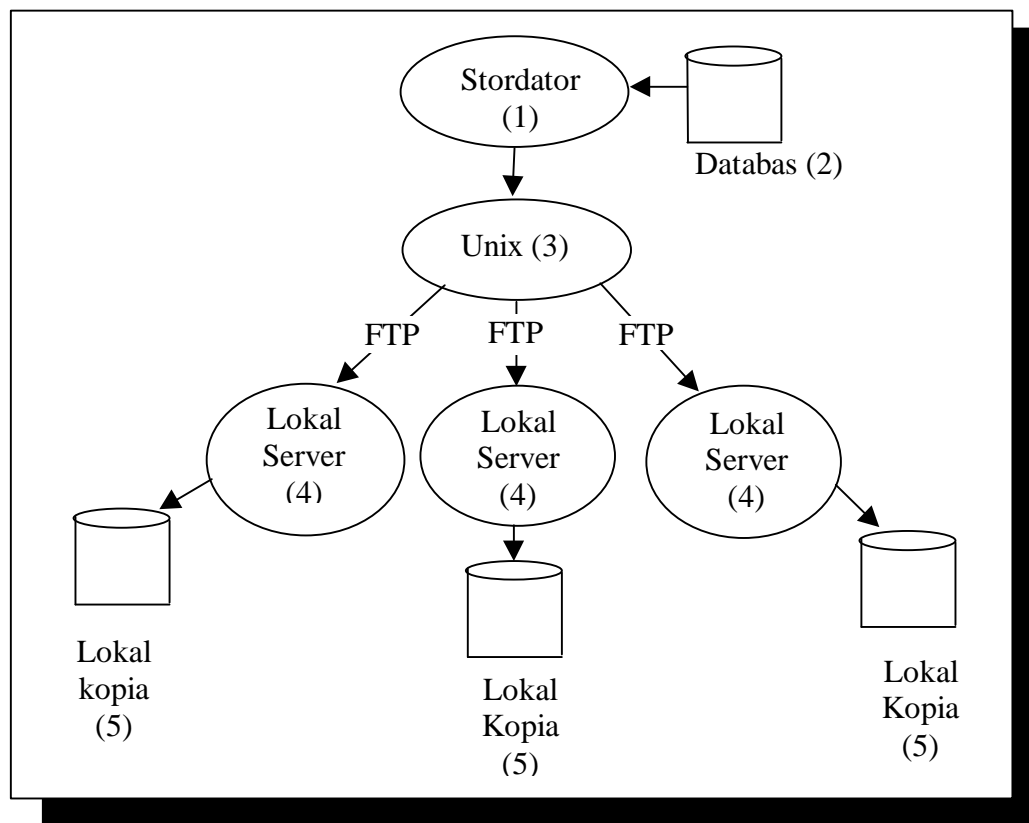 Stordator
(1)
Databas (2)
Unix (3)
FTP
FTP
FTP
Lokal
Server
(4)
Lokal
Server
(4)
Lokal
Server
(4)
Lokal
kopia
(5)
Lokal
Kopia
(5)
Lokal
Kopia
(5)